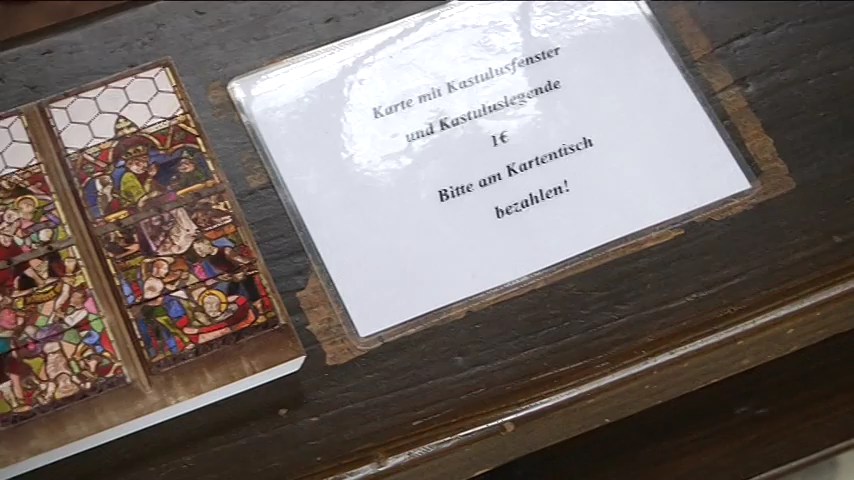 Karte mit Kastulusfenster
und Kastuluslegende
1€
Bitte am Kartentisch
bezahlen!